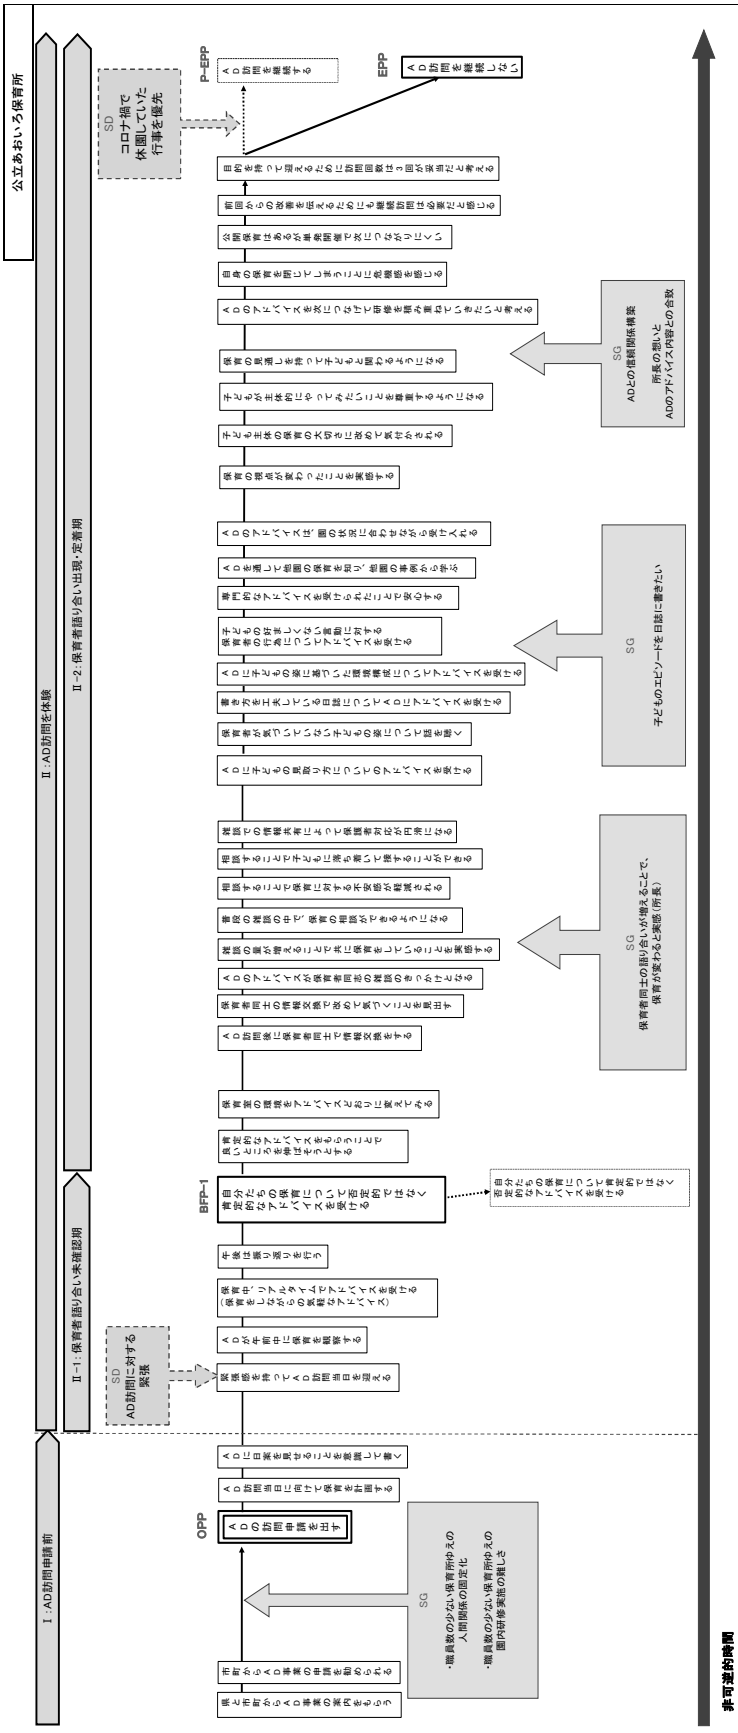 公立あおいろ保育所
Ⅰ:AD訪問申請前
Ⅱ:AD訪問を体験
Ⅱ-1:保育者語り合い未確認期
Ⅱ-2:保育者語り合い出現・定着期
県と市町からＡＤ事業の案内をもらう
市町からＡＤ事業の申請を勧められる
SG
・職員数の少ない保育所ゆえの
人間関係の固定化
・職員数の少ない保育所ゆえの
園内研修実施の難しさ
OPP
ＡＤの訪問申請を出す
ＡＤ訪問当日に向けて保育を計画する
ＡＤに日案を見せることを意識して書く
SD
AD訪問に対する
緊張
緊張感を持ってＡＤ訪問当日を迎える
ＡＤが午前中に保育を観察する
保育中、リアルタイムでアドバイスを受ける
(保育をしながらの気軽なアドバイス)
午後は振り返りを行う
BFP-1
自分たちの保育について否定的ではなく
肯定的なアドバイスを受ける
自分たちの保育について肯定的ではなく
否定的なアドバイスを受ける
肯定的なアドバイスをもらうことで
良いところを伸ばそうとする
保育室の環境をアドバイスどおりに変えてみる
ＡＤ訪問後に保育者同士で情報交換をする
保育者同士の情報交換で改めて気づくことを見出す
ＡＤのアドバイスが保育者同志の雑談のきっかけとなる
雑談の量が増えることで共に保育をしていることを実感する
普段の雑談の中で、保育の相談ができるようになる
相談することで保育に対する不安感が軽減される
相談することで子どもに落ち着いて接することができる
雑談での情報共有によって保護者対応が円滑になる
SG
保育者同士の語り合いが増えることで、
保育が変わると実感(所長)
ＡＤに子どもの見取り方についてのアドバイスを受ける
保育者が気づいていない子どもの姿について話を聴く
書き方を工夫している日誌についてＡＤにアドバイスを受ける
ＡＤに子どもの姿に基づいた環境構成についてアドバイスを受ける
子どもの好ましくない言動に対する
保育者の行為についてアドバイスを受ける
専門的なアドバイスを受けられたことで安心する
ＡＤを通して他園の保育を知り、他園の事例から学ぶ
ＡＤのアドバイスは、園の状況に合わせながら受け入れる
SG
子どものエピソードを日誌に書きたい
保育の視点が変わったことを実感する
子ども主体の保育の大切さに改めて気付かされる
子どもが主体的にやってみたいことを尊重するようになる
保育の見通しを持って子どもと関わるようになる
SG
ADとの信頼関係構築
所長の想いと
ADのアドバイス内容との合致
ＡＤのアドバイスを次につなげて研修を積み重ねていきたいと考える
自身の保育を閉じてしまうことに危機感を感じる
公開保育はあるが単発開催で次につながりにくい
前回からの改善を伝えるためにも継続訪問は必要だと感じる
目的を持って迎えるために訪問回数は３回が妥当だと考える
SD
コロナ禍で
休園していた
行事を優先
P-EPP
ＡＤ訪問を継続する
EPP
ＡＤ訪問を継続しない
非可逆的時間